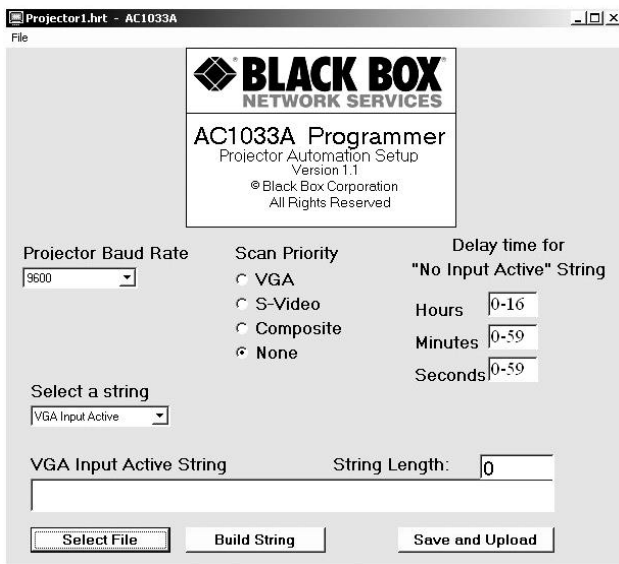 Projector1.hrt - AC1033A
File
BLACK BOX
NETWORK SERVICES
AC1033A Programmer
Projector Automation Setup
Version 1.1
© Black Box Corporation
All Rights Reserved
Projector Baud Rate
9600
Scan Priority
VGA
S-Video
Composite
None
Delay time for
"No Input Active" String
Hours 0-16
Minutes 0-59
Seconds 0-59
Select a string
VGA Input Active
VGA Input Active String
String Length: 0
Select File
Build String
Save and Upload